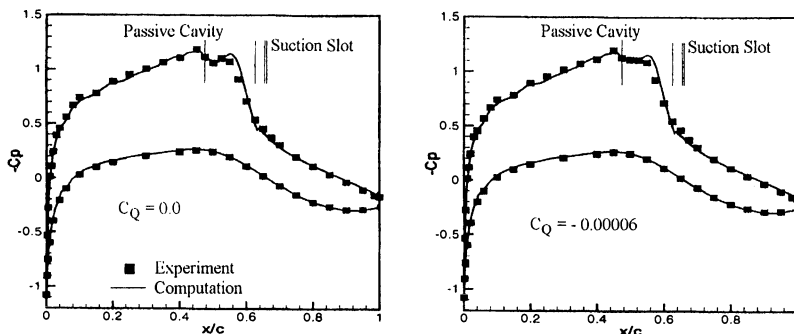 1.5
1
0.5
0
-0.5
-1
-Cp
Passive Cavity
Suction Slot
C_Q = 0.0
Experiment
Computation
0 0.2 0.4 0.6 0.8 1
x/c
1.5
1
0.5
0
-0.5
-1
-Cp
Passive Cavity
Suction Slot
C_Q = - 0.00006
0 0.2 0.4 0.6 0.8 1
x/c